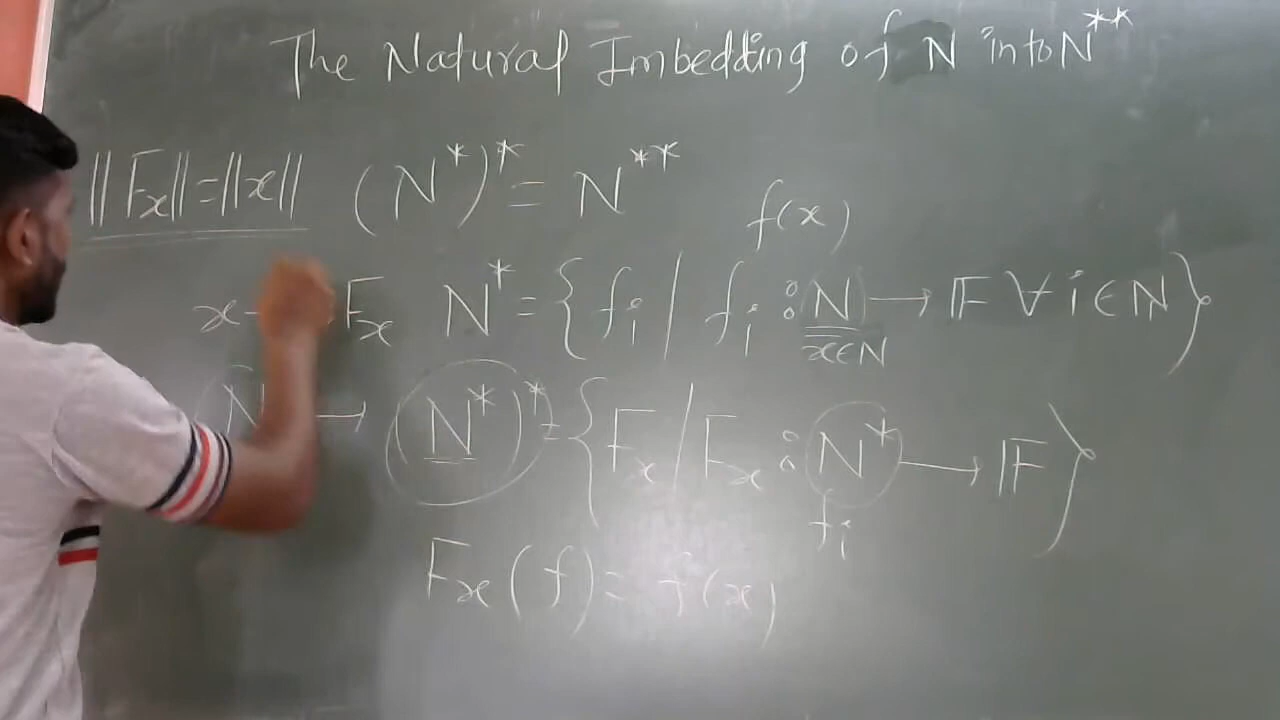 The Natural Imbedding of N into N**
||Fx|| = ||x|| (N*)* = N**
f(x)
x → Fx N* = { fi / fi : N → F ∀ i ∈ N }
x ∈ N
N → (N*)* = { Fx / Fx : N* → F }
fi
Fx(f) = f(x)